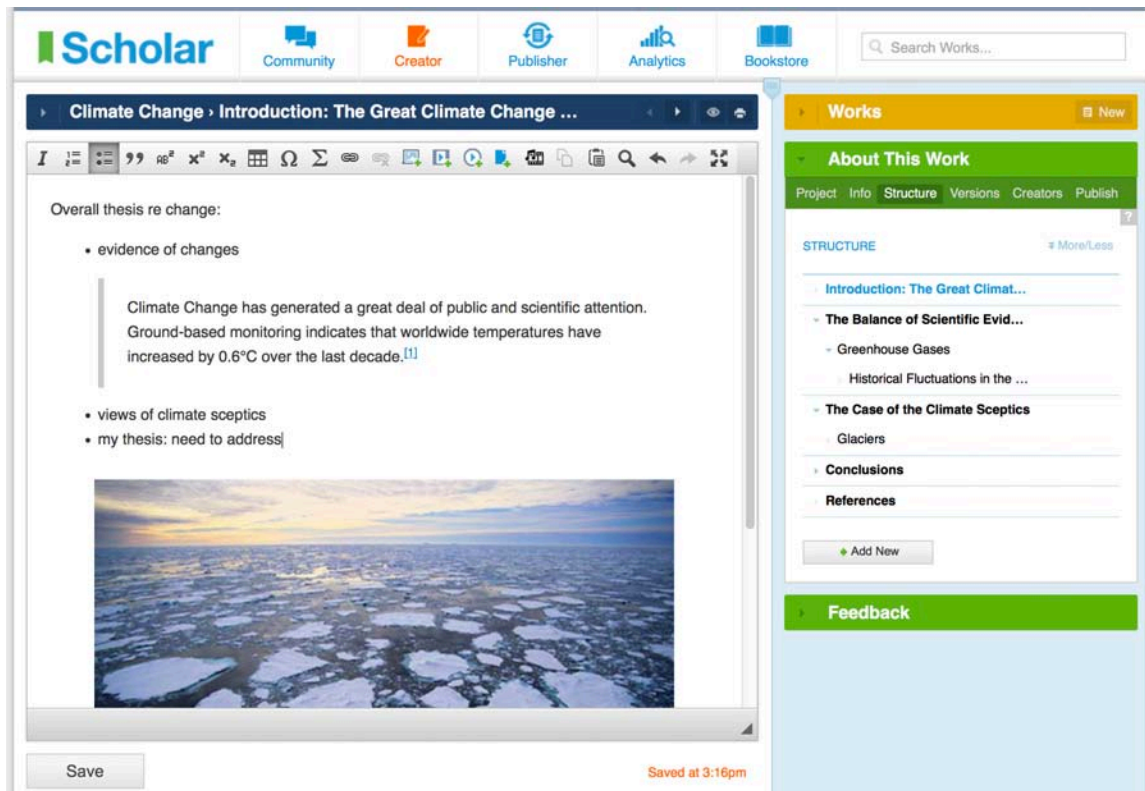 Scholar
Community
Creator
Publisher
Analytics
Bookstore
Search Works...
Climate Change › Introduction: The Great Climate Change ...
Overall thesis re change:
• evidence of changes
Climate Change has generated a great deal of public and scientific attention.
Ground-based monitoring indicates that worldwide temperatures have
increased by 0.6°C over the last decade.[1]
• views of climate sceptics
• my thesis: need to address
Save
Saved at 3:16pm
Works
New
About This Work
Project Info Structure Versions Creators Publish
?
STRUCTURE
More/Less
Introduction: The Great Climat...
The Balance of Scientific Evid...
Greenhouse Gases
Historical Fluctuations in the ...
The Case of the Climate Sceptics
Glaciers
Conclusions
References
Add New
Feedback